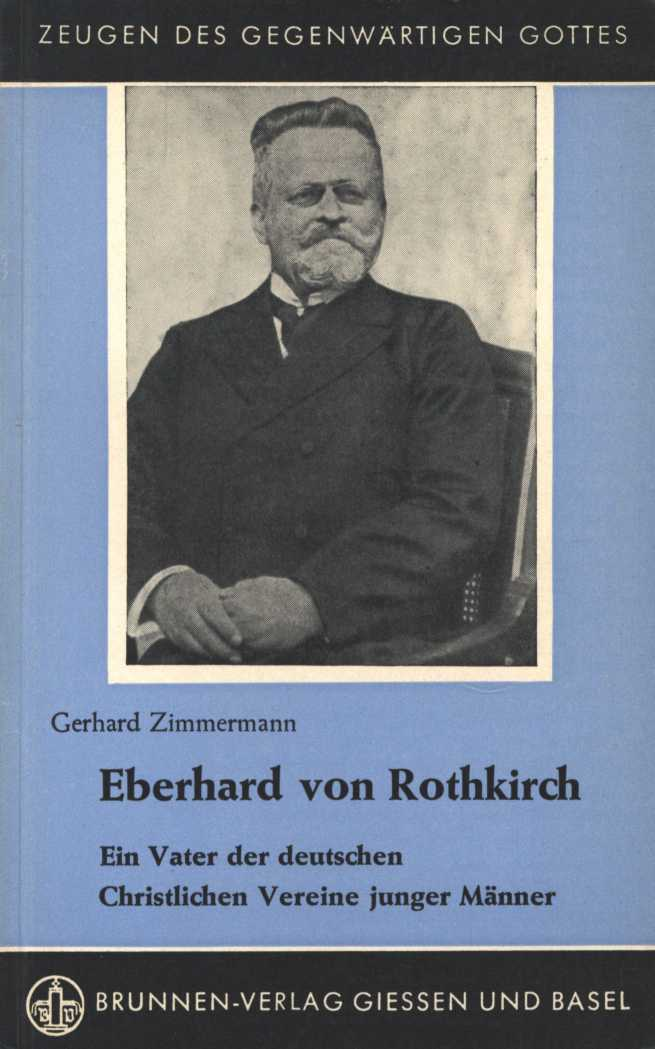 ZEUGEN DES GEGENWÄRTIGEN GOTTES
Gerhard Zimmermann
Eberhard von Rothkirch
Ein Vater der deutschen
Christlichen Vereine junger Männer
B V
BRUNNEN-VERLAG GIESSEN UND BASEL